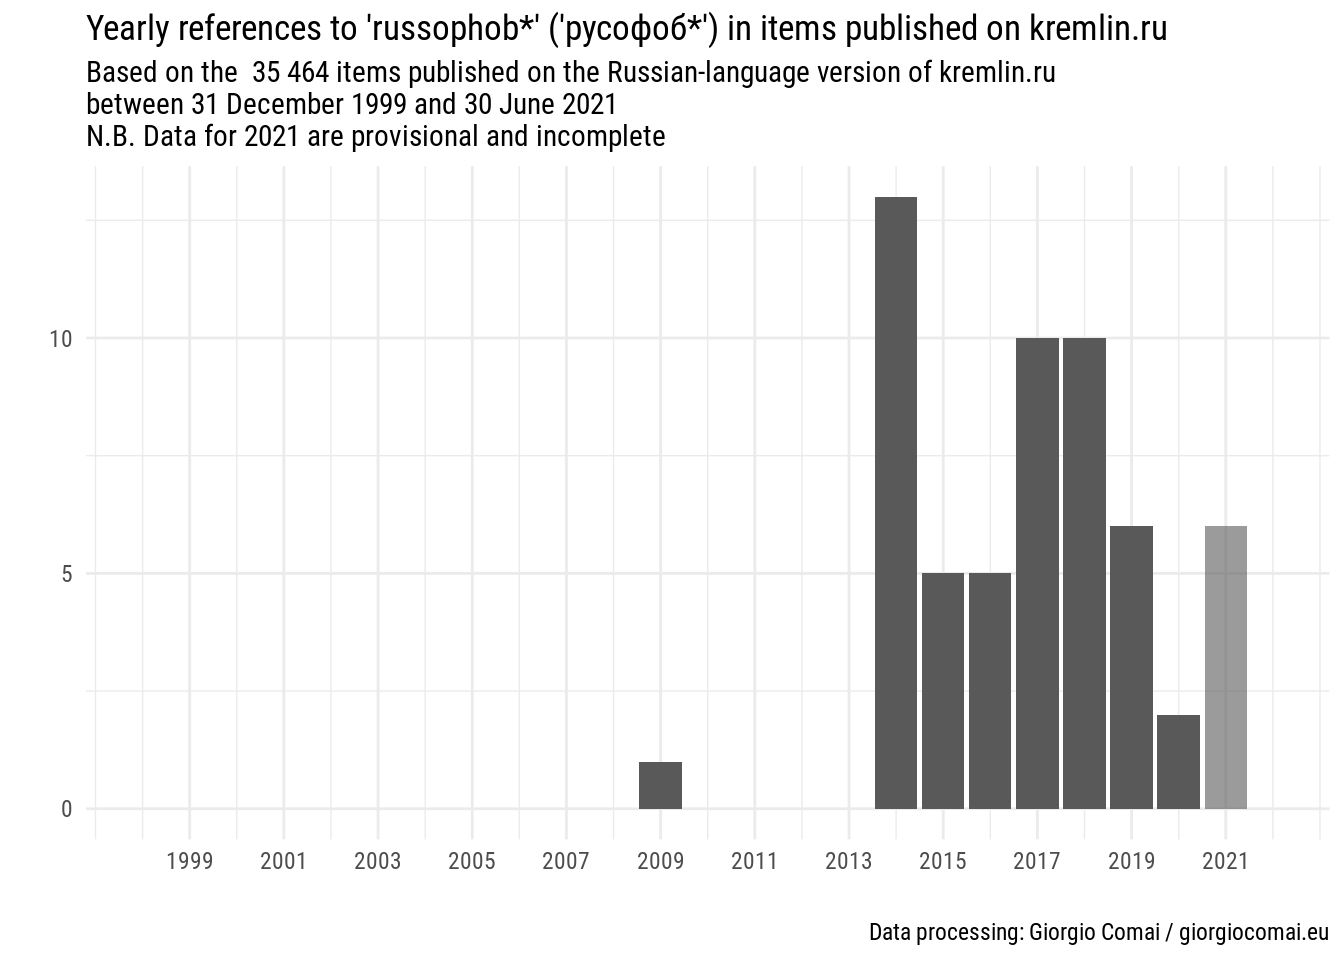 Yearly references to 'russophob*' ('русофоб*') in items published on kremlin.ru
Based on the  35 464 items published on the Russian-language version of kremlin.ru
between 31 December 1999 and 30 June 2021
N.B. Data for 2021 are provisional and incomplete
10
5
0
1999 2001 2003 2005 2007 2009 2011 2013 2015 2017 2019 2021
Data processing: Giorgio Comai / giorgiocomai.eu